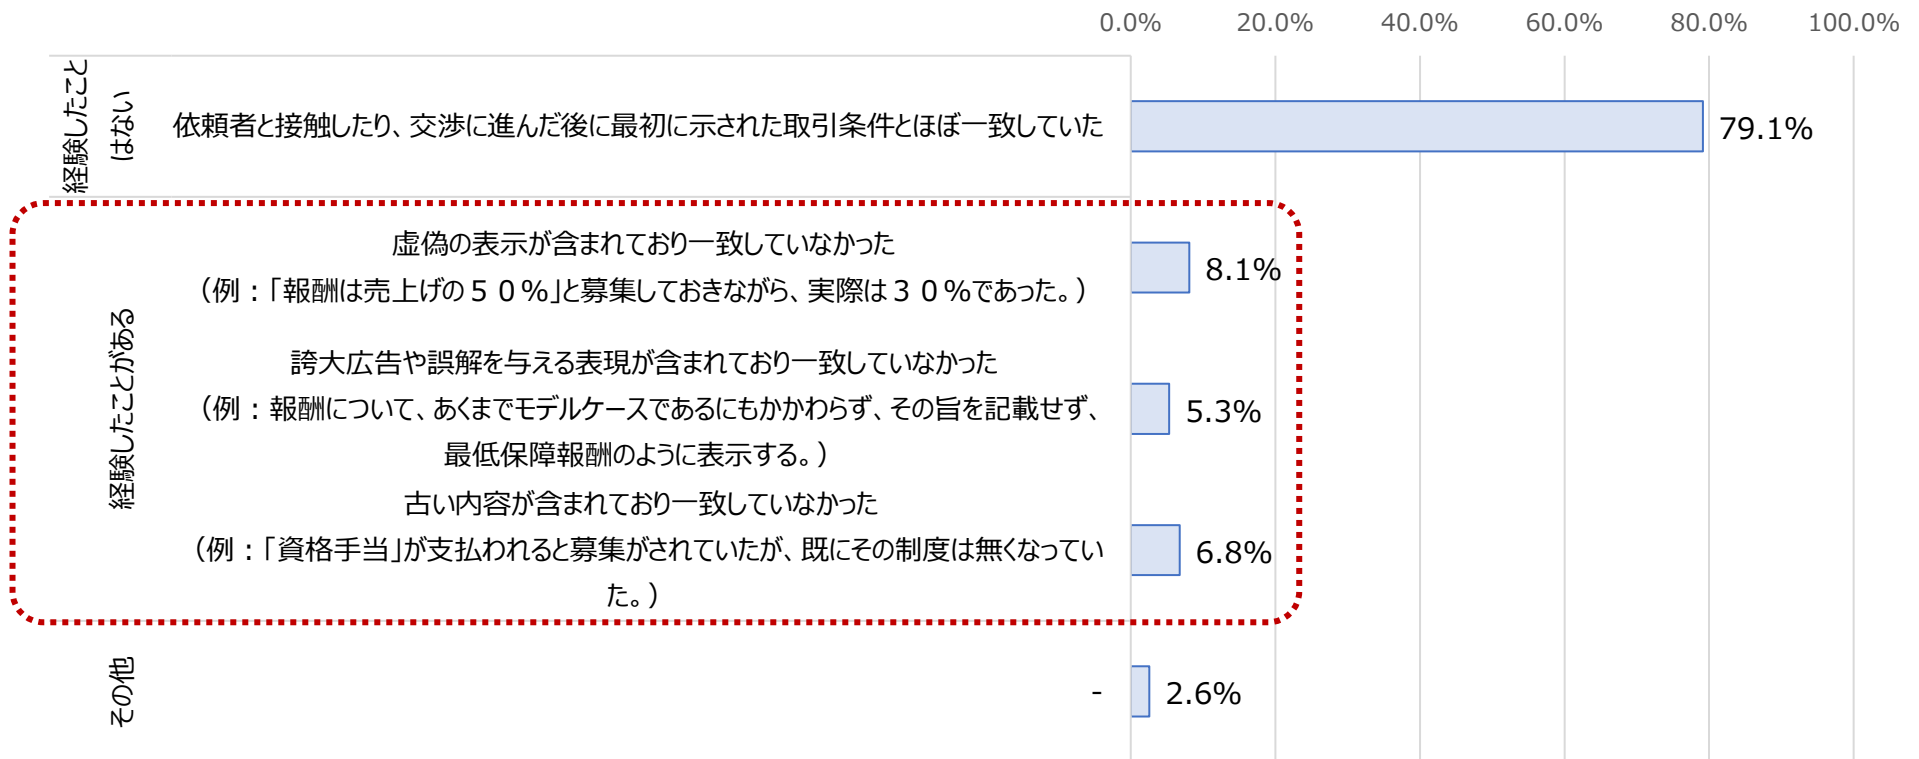 0.0% 20.0% 40.0% 60.0% 80.0% 100.0%
経験したこと
はない
依頼者と接触したり、交渉に進んだ後に最初に示された取引条件とほぼ一致していた
79.1%
経験したことがある
虚偽の表示が含まれており一致していなかった
（例：「報酬は売上げの５０％」と募集しておきながら、実際は３０％であった。）
8.1%
誇大広告や誤解を与える表現が含まれており一致していなかった
（例：報酬について、あくまでモデルケースであるにもかかわらず、その旨を記載せず、
最低保障報酬のように表示する。）
5.3%
古い内容が含まれており一致していなかった
（例：「資格手当」が支払われると募集がされていたが、既にその制度は無くなってい
た。）
6.8%
その他
-
2.6%